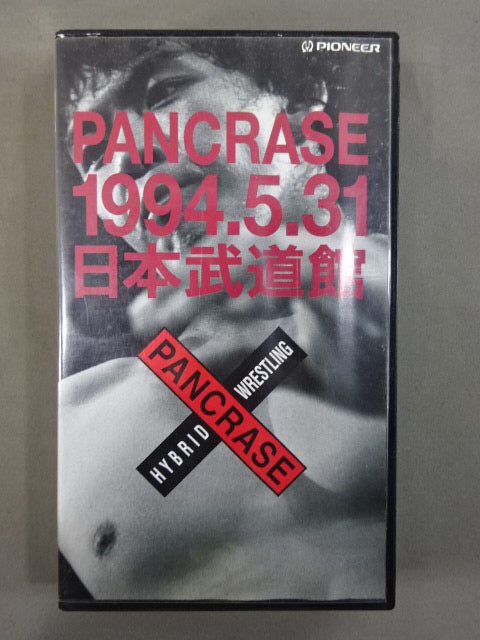 PIONEER
PANCRASE
1994.5.31
日本武道館
PANCRASE
HYBRID WRESTLING